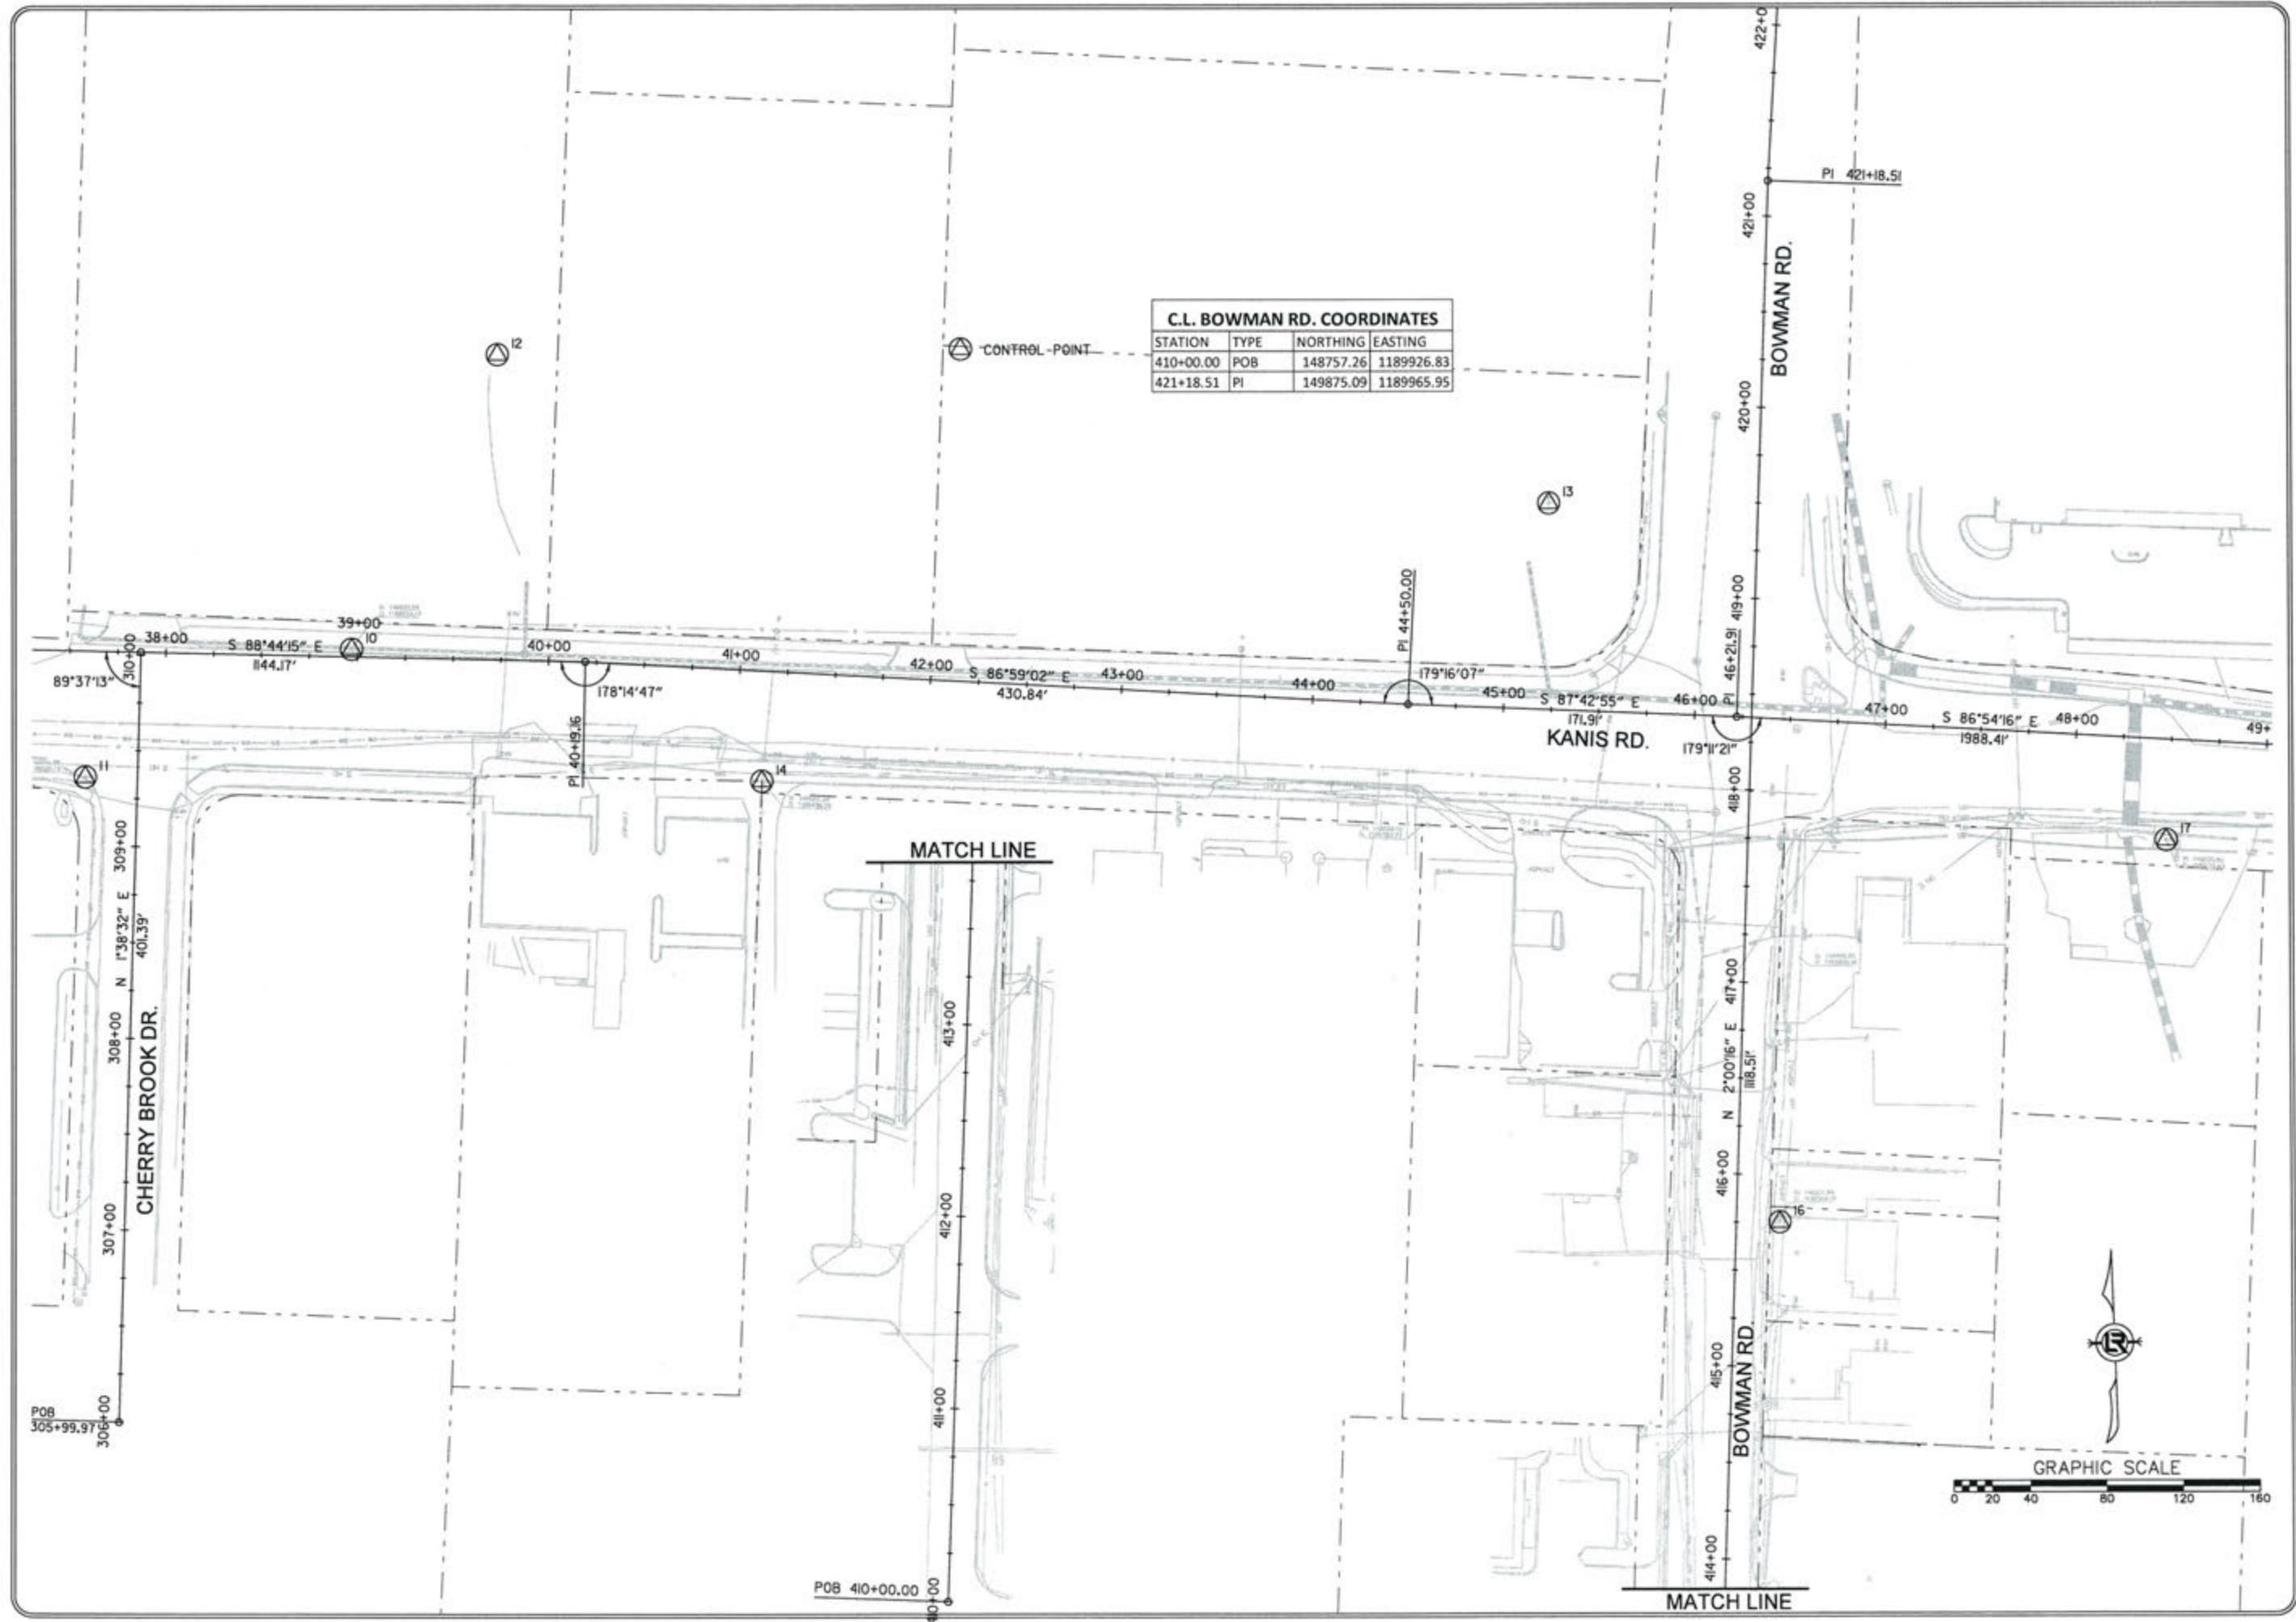 422+0
PI 421+18.51
421+00
BOWMAN RD.
C.L. BOWMAN RD. COORDINATES
STATION TYPE NORTHING EASTING
410+00.00 POB 148757.26 1189926.83
421+18.51 PI 149875.09 1189965.95
12
CONTROL POINT
420+00
13
PI 44+50.00
419+00
PI 46+21.91
39+00
38+00
S 88°44'15" E
1144.17'
10
310+00
89°37'13"
40+00
41+00
178°14'47"
PI 40+19.16
42+00
S 86°59'02" E
430.84'
43+00
44+00
179°16'07"
45+00
S 87°42'55" E
171.91'
46+00
KANIS RD.
179°11'21"
47+00
S 86°54'16" E
1988.41'
48+00
49+
11
14
418+00
17
309+00
MATCH LINE
N 1°38'32" E
401.39'
417+00
308+00
CHERRY BROOK DR.
413+00
N 2°00'16" E
1118.51'
416+00
307+00
412+00
16
415+00
BOWMAN RD.
411+00
POB
305+99.97
306+00
GRAPHIC SCALE
0 20 40 80 120 160
414+00
POB 410+00.00
410+00
MATCH LINE